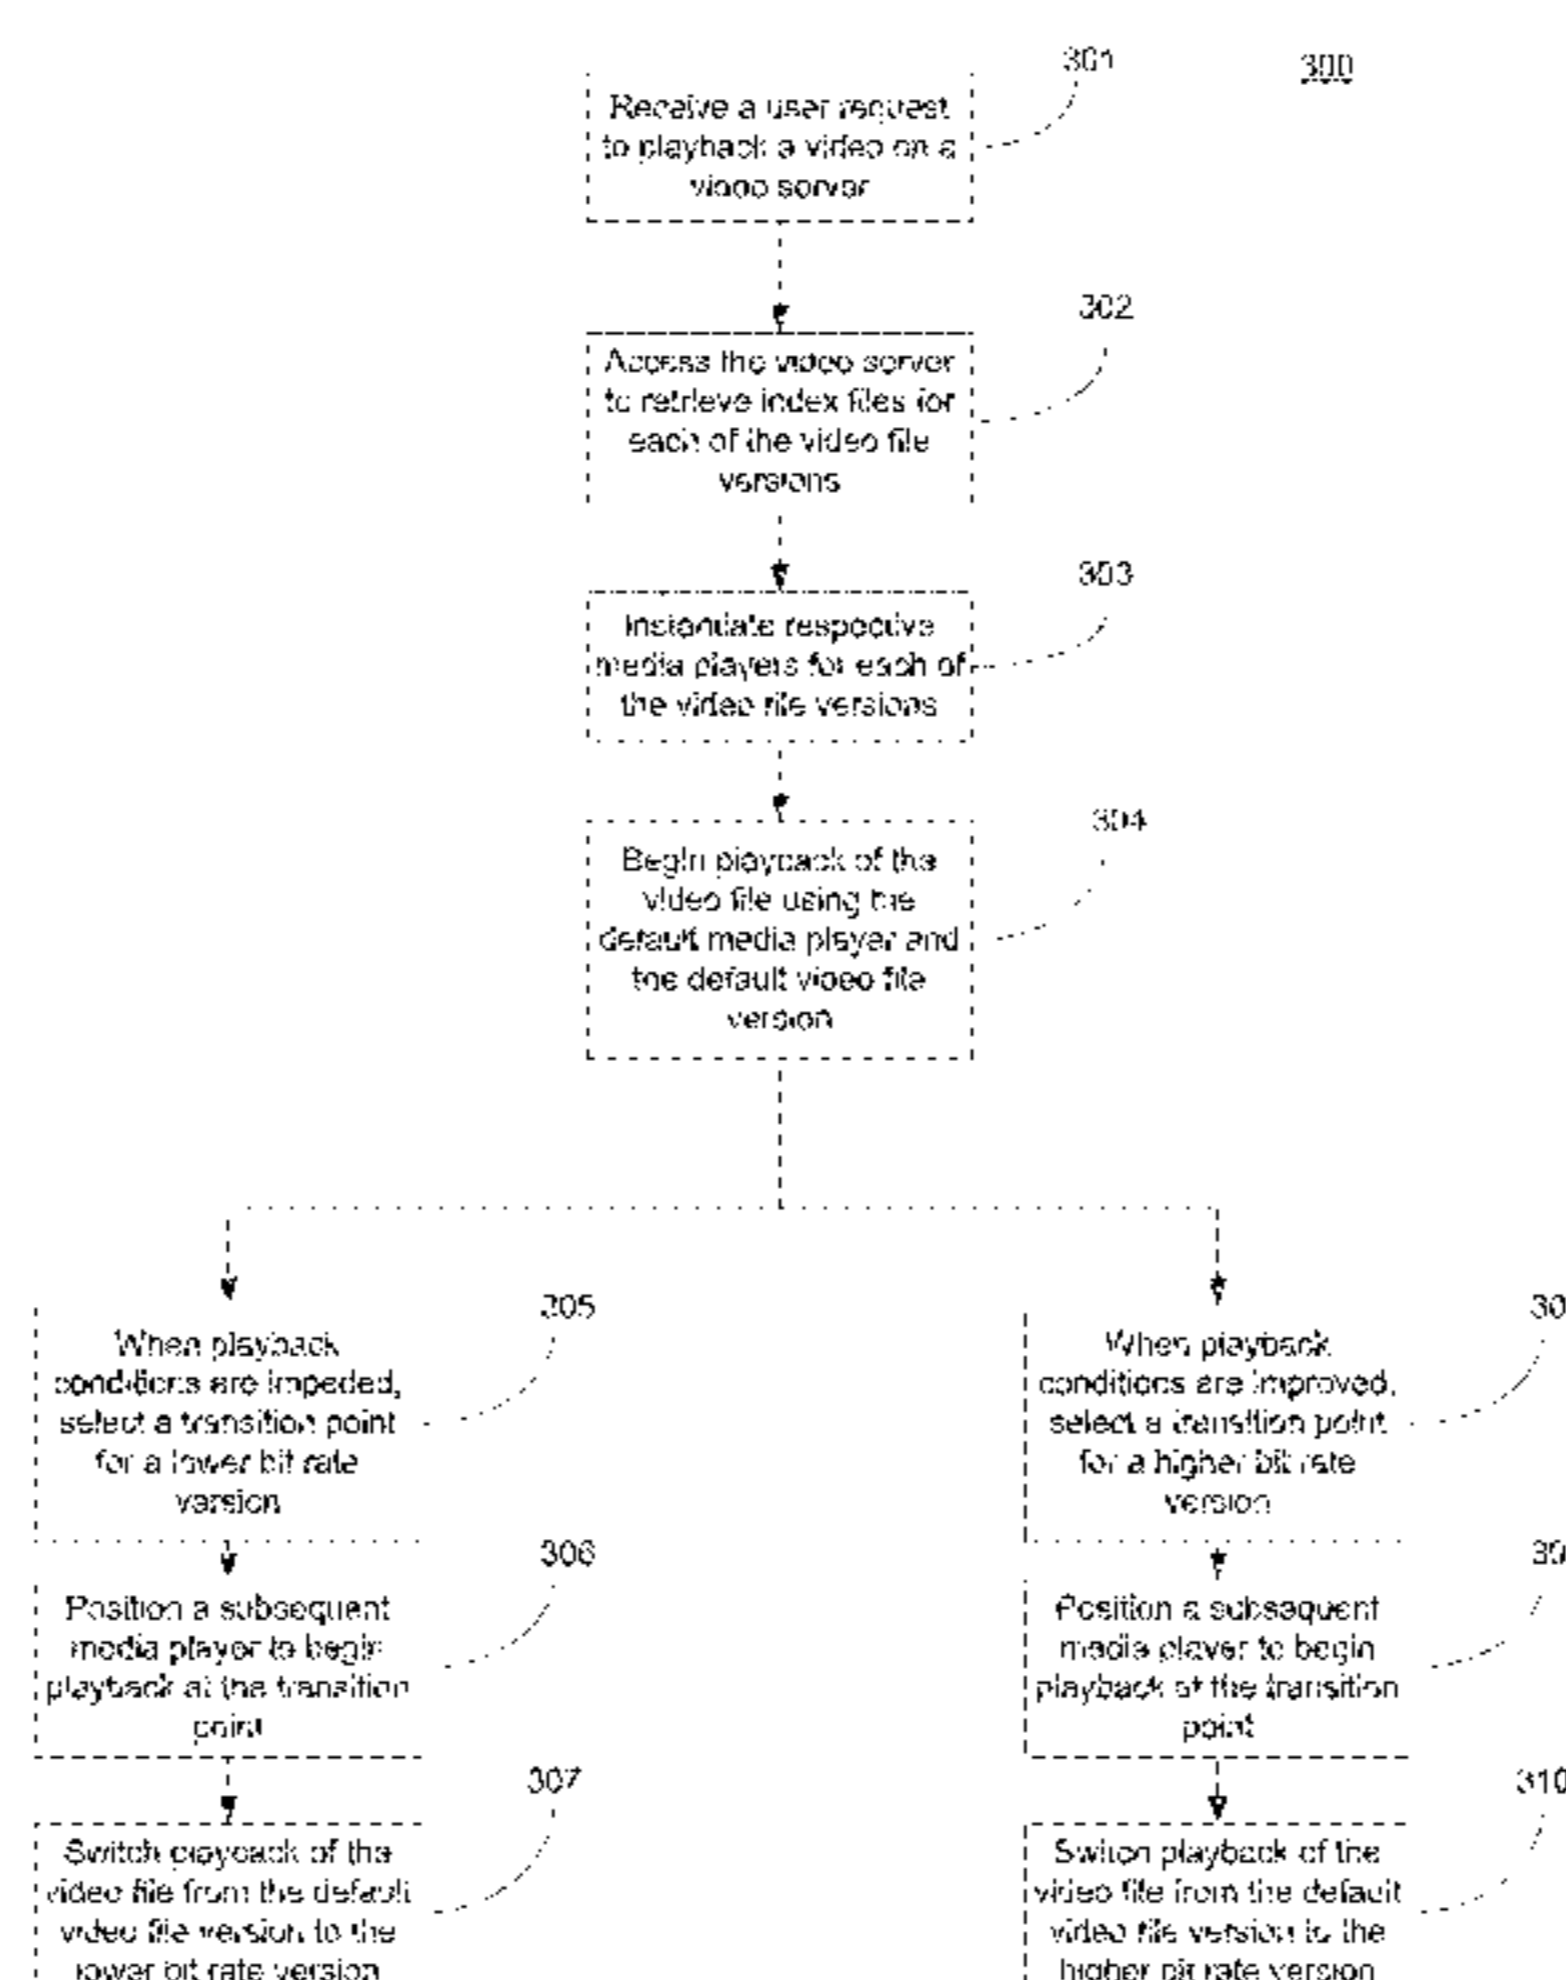 301
300
Receive a user request
to playback a video on a
video server
302
Access the video server
to retrieve index files for
each of the video file
versions
303
Instantiate respective
media players for each of
the video file versions
304
Begin playback of the
video file using the
default media player and
the default video file
version
305
When playback
conditions are impeded,
select a transition point
for a lower bit rate
version
30
When playback
conditions are improved,
select a transition point
for a higher bit rate
version
306
Position a subsequent
media player to begin
playback at the transition
point
30
Position a subsequent
media player to begin
playback at the transition
point
307
Switch playback of the
video file from the default
video file version to the
lower bit rate version
310
Switch playback of the
video file from the default
video file version to the
higher bit rate version